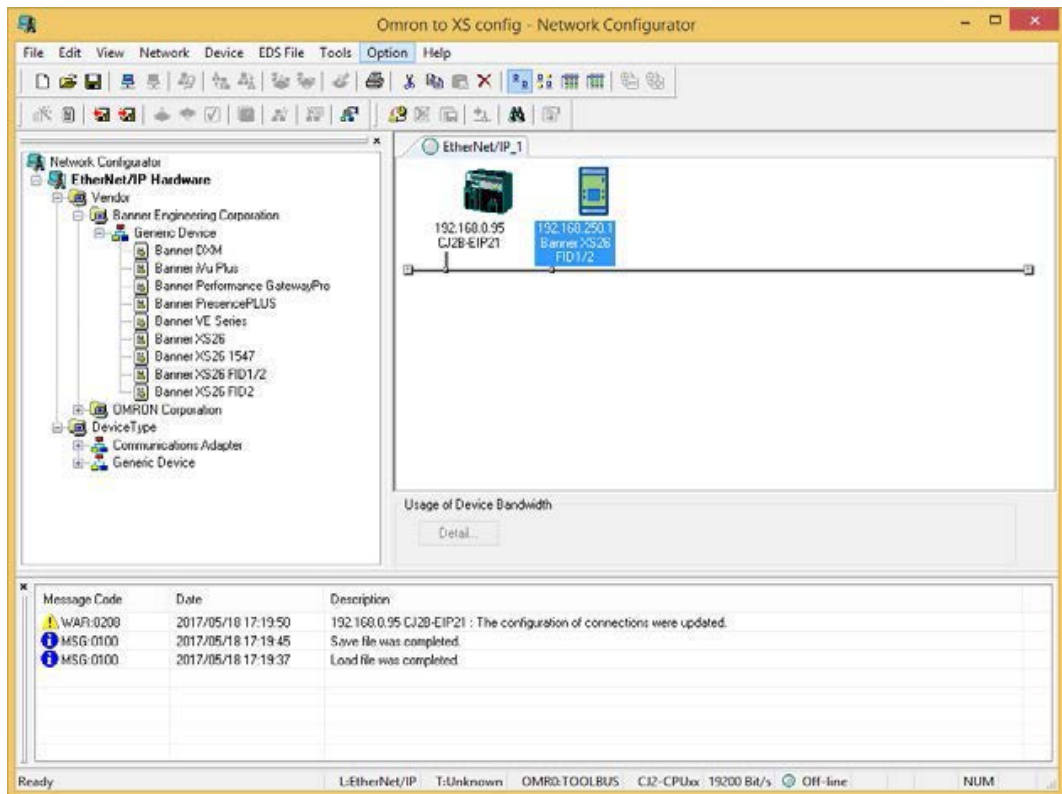 Omron to XS config - Network Configurator
File Edit View Network Device EDS File Tools Option Help
Network Configurator
EtherNet/IP Hardware
Vendor
Banner Engineering Corporation
Generic Device
Banner DXM
Banner iVu Plus
Banner Performance GatewayPro
Banner PresencePLUS
Banner VE Series
Banner XS26
Banner XS26 1547
Banner XS26 FID1/2
Banner XS26 FID2
OMRON Corporation
DeviceType
Communications Adapter
Generic Device
EtherNet/IP_1
192.168.0.95
CJ2B-EIP21
192.168.250.1
Banner XS26
FID1/2
Usage of Device Bandwidth
Detail...
Message Code Date Description
WAR:0208 2017/05/18 17:19:50 192.168.0.95 CJ2B-EIP21 : The configuration of connections were updated.
MSG:0100 2017/05/18 17:19:45 Save file was completed.
MSG:0100 2017/05/18 17:19:37 Load file was completed.
Ready L:EtherNet/IP T:Unknown OMR0:TOOLBUS CJ2-CPUxx 19200 Bit/s Off-line NUM